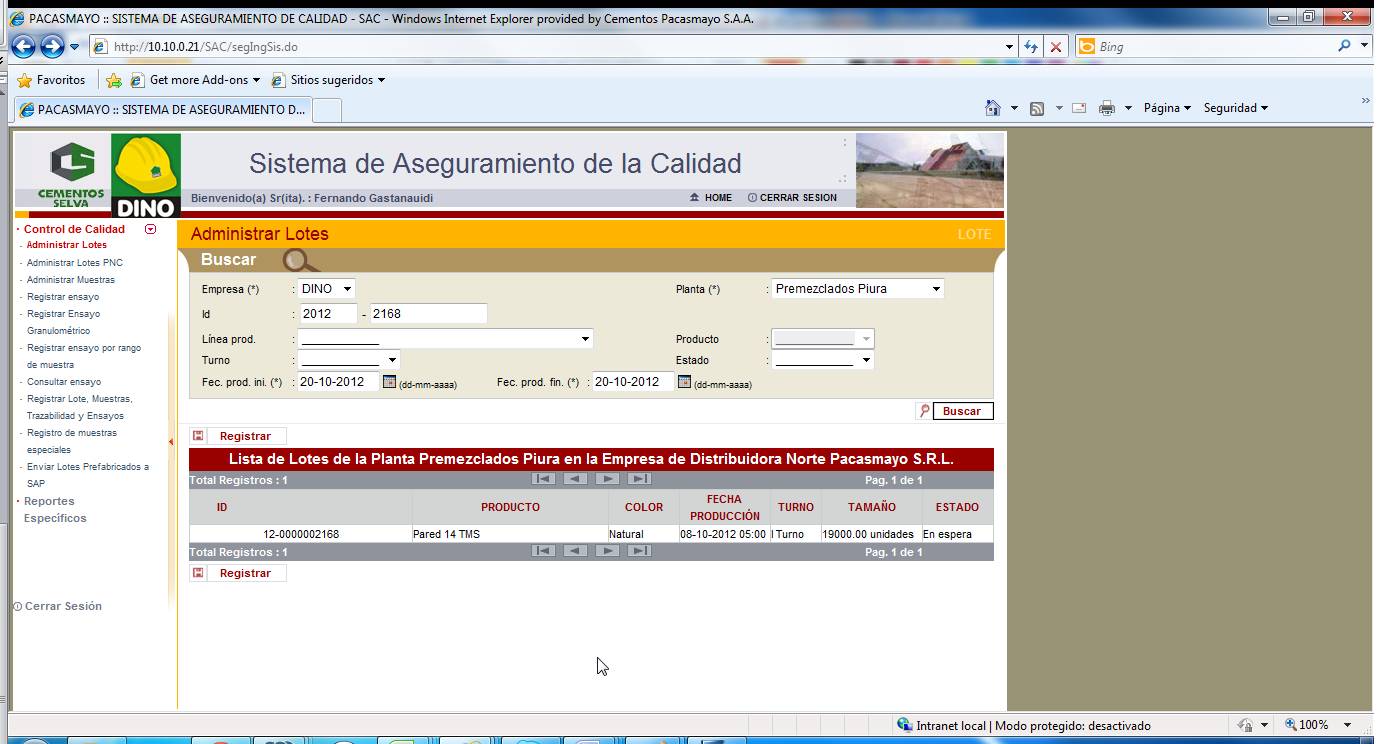 PACASMAYO :: SISTEMA DE ASEGURAMIENTO DE CALIDAD - SAC - Windows Internet Explorer provided by Cementos Pacasmayo S.A.A.
http://10.10.0.21/SAC/segIngSis.do
Bing
Favoritos Get more Add-ons Sitios sugeridos
PACASMAYO :: SISTEMA DE ASEGURAMIENTO D...
Página Seguridad
CEMENTOS SELVA
DINO
Sistema de Aseguramiento de la Calidad
Bienvenido(a) Sr(ita). : Fernando Gastanauidi
HOME CERRAR SESION
Control de Calidad
- Administrar Lotes
- Administrar Lotes PNC
- Administrar Muestras
- Registrar ensayo
- Registrar Ensayo
Granulométrico
- Registrar ensayo por rango
de muestra
- Consultar ensayo
- Registrar Lote, Muestras,
Trazabilidad y Ensayos
- Registro de muestras
especiales
- Enviar Lotes Prefabricados a
SAP
Reportes
Específicos
Cerrar Sesión
Administrar Lotes LOTE
Buscar
Empresa (*) : DINO Planta (*) : Premezclados Piura
Id : 2012 - 2168
Línea prod. : Producto :
Turno : Estado :
Fec. prod. ini. (*) : 20-10-2012 (dd-mm-aaaa) Fec. prod. fin. (*) : 20-10-2012 (dd-mm-aaaa)
Buscar
Registrar
Lista de Lotes de la Planta Premezclados Piura en la Empresa de Distribuidora Norte Pacasmayo S.R.L.
Total Registros : 1 Pag. 1 de 1
ID PRODUCTO COLOR FECHA PRODUCCIÓN TURNO TAMAÑO ESTADO
12-0000002168 Pared 14 TMS Natural 08-10-2012 05:00 I Turno 19000.00 unidades En espera
Total Registros : 1 Pag. 1 de 1
Registrar
Intranet local | Modo protegido: desactivado
100%